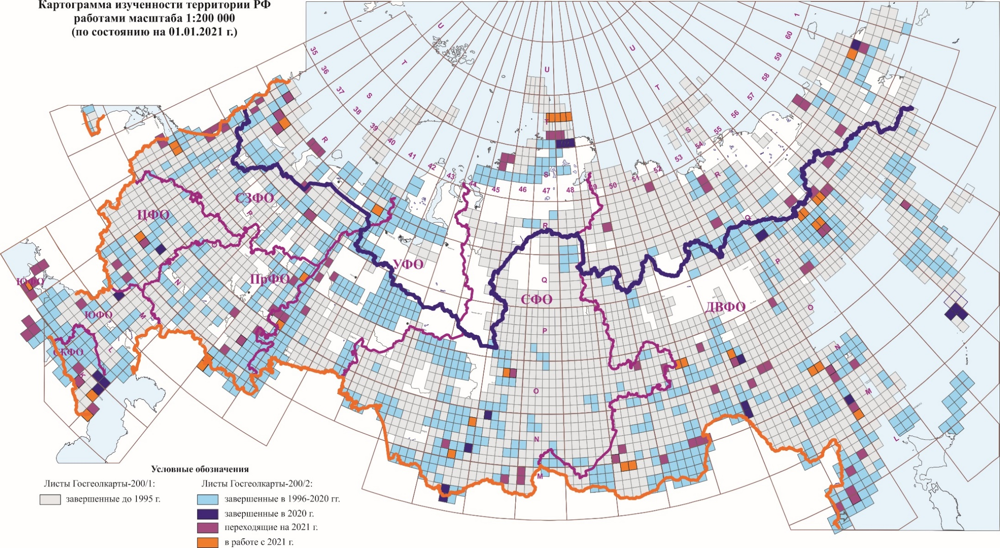 Картограмма изученности территории РФ
работами масштаба 1:200 000
(по состоянию на 01.01.2021 г.)
1
60
59
58
57
56
55
54
53
52
51
50
49
48
47
46
45
44
43
42
41
40
39
38
37
36
35
U
T
S
R
U
T
S
R
Q
P
O
N
M
U
T
S
R
Q
P
O
N
M
L
P
O
N
M
L
K
СЗФО
ЦФО
ПрФО
УФО
СФО
ДВФО
ЮФО
ЮФО
СКФО
Условные обозначения
Листы Госгеолкарты-200/1:
завершенные до 1995 г.
Листы Госгеолкарты-200/2:
завершенные в 1996-2020 гг.
завершенные в 2020 г.
переходящие на 2021 г.
в работе с 2021 г.